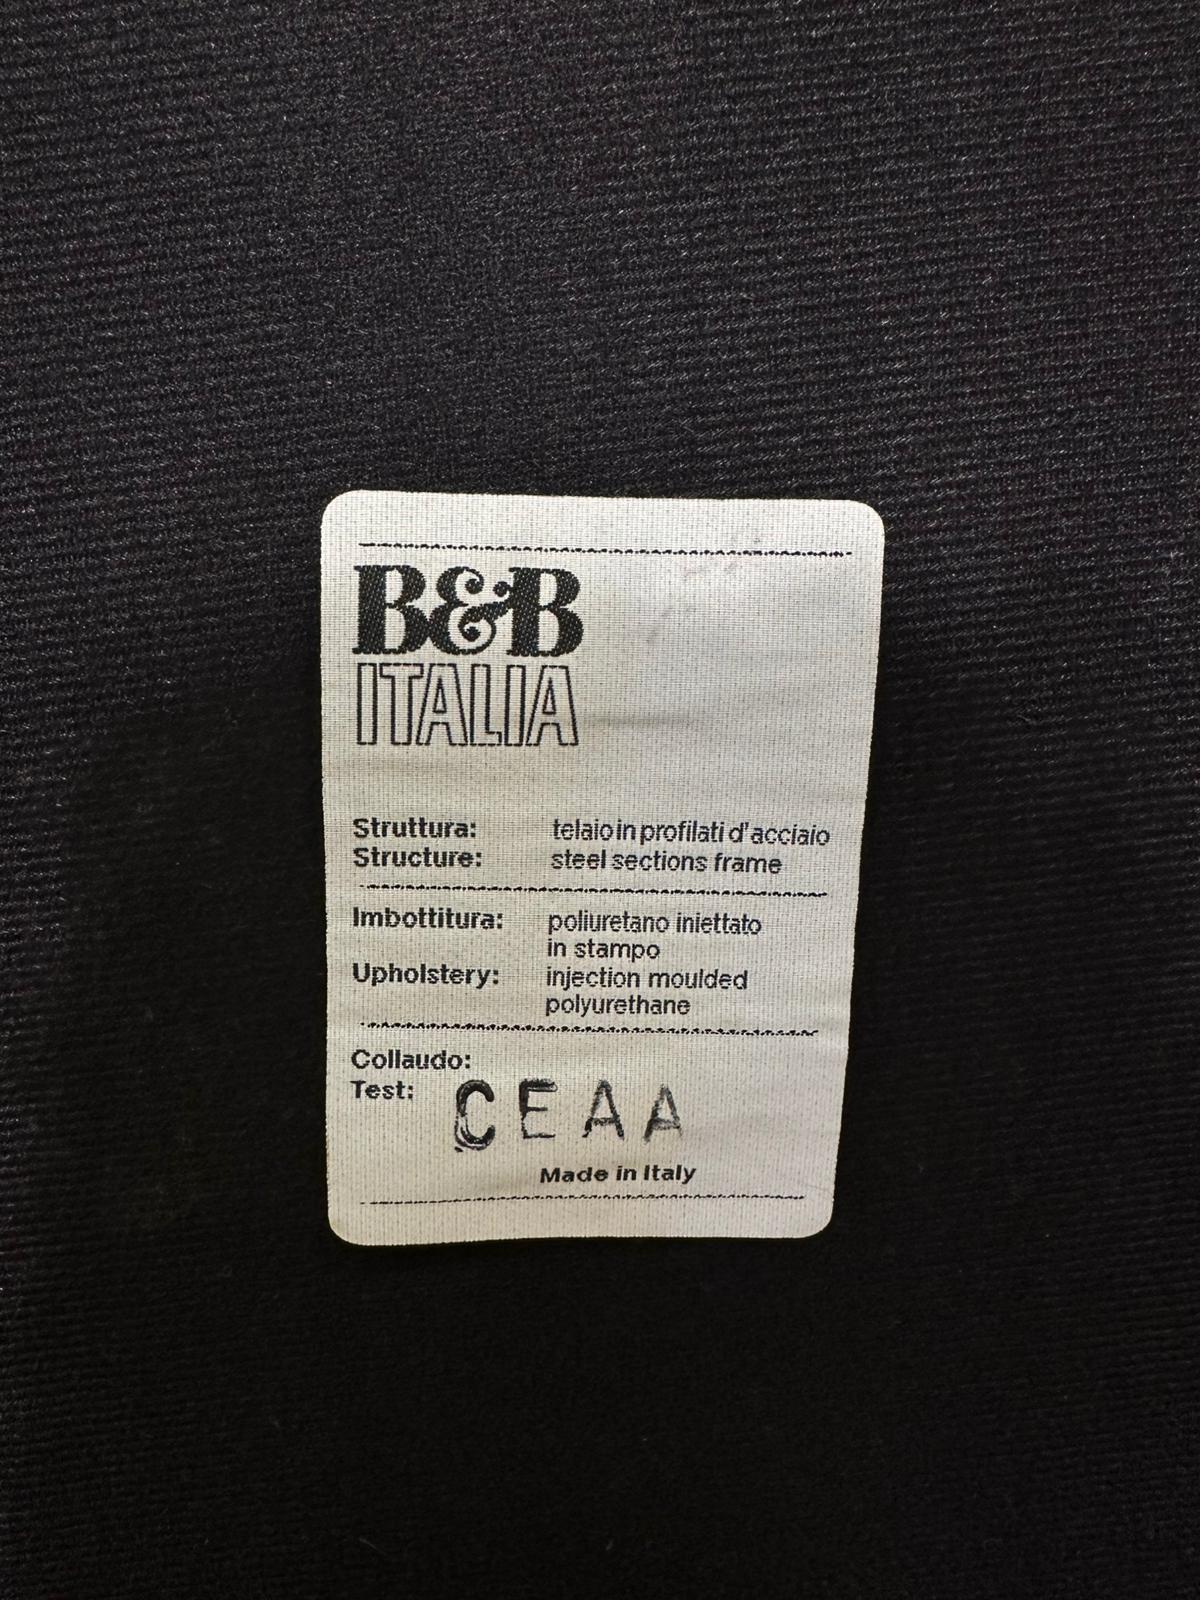 B&B
ITALIA
Struttura: telaio in profilati d'acciaio
Structure: steel sections frame
Imbottitura: poliuretano iniettato
in stampo
Upholstery: injection moulded
polyurethane
Collaudo:
Test: CEAA
Made in Italy